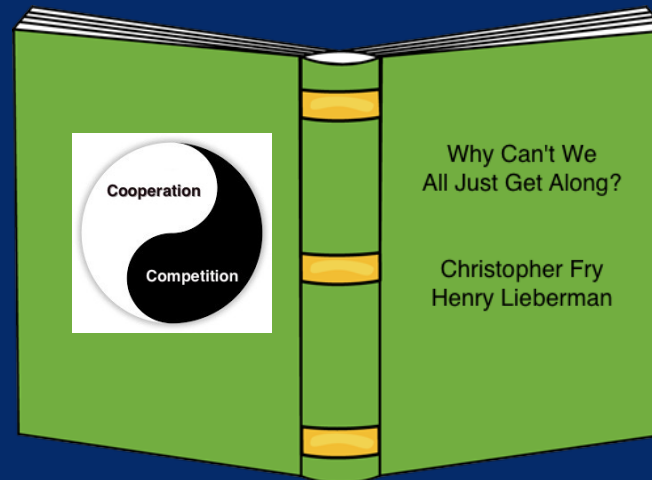 Cooperation
Competition
Why Can't We
All Just Get Along?
Christopher Fry
Henry Lieberman